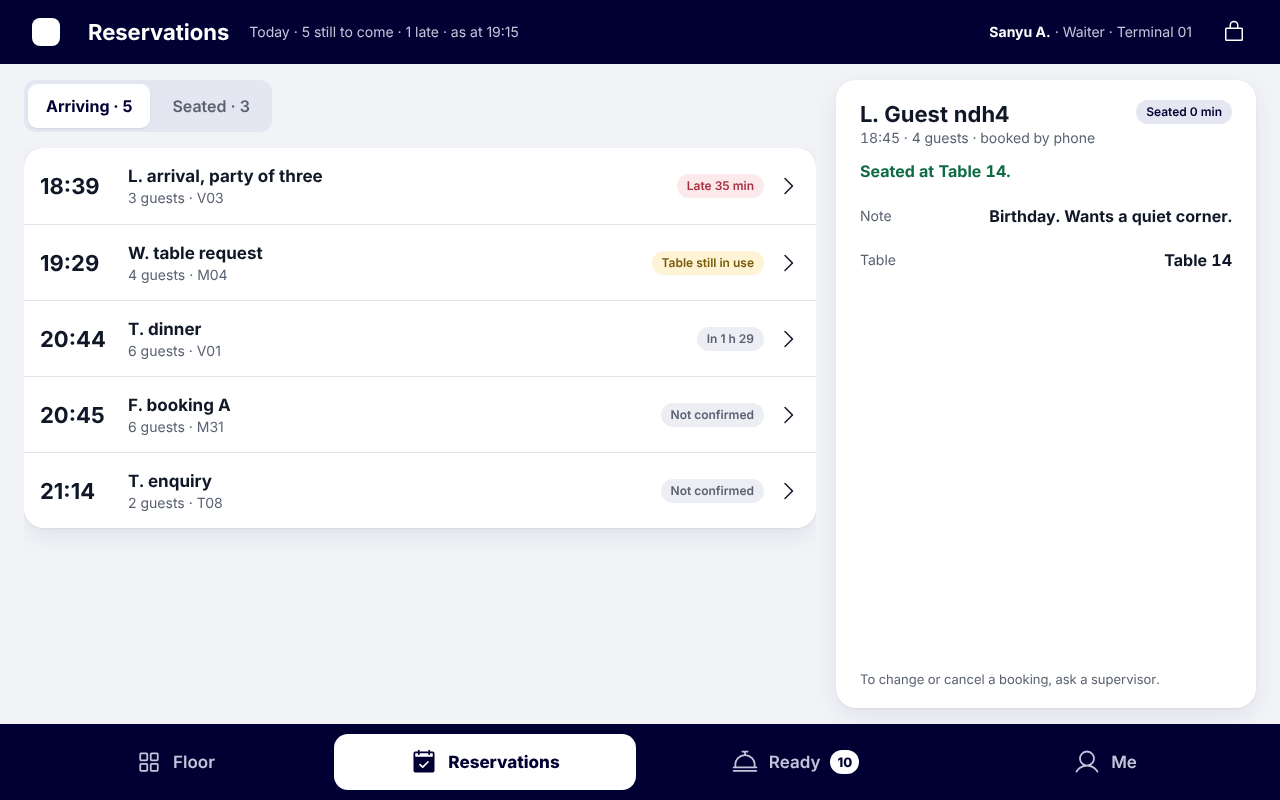 Reservations
Today · 5 still to come · 1 late · as at 19:15
Sanyu A. · Waiter · Terminal 01
Arriving · 5
Seated · 3
18:39
L. arrival, party of three
3 guests · V03
Late 35 min
19:29
W. table request
4 guests · M04
Table still in use
20:44
T. dinner
6 guests · V01
In 1 h 29
20:45
F. booking A
6 guests · M31
Not confirmed
21:14
T. enquiry
2 guests · T08
Not confirmed
L. Guest ndh4
Seated 0 min
18:45 · 4 guests · booked by phone
Seated at Table 14.
Note
Birthday. Wants a quiet corner.
Table
Table 14
To change or cancel a booking, ask a supervisor.
Floor
Reservations
Ready 10
Me